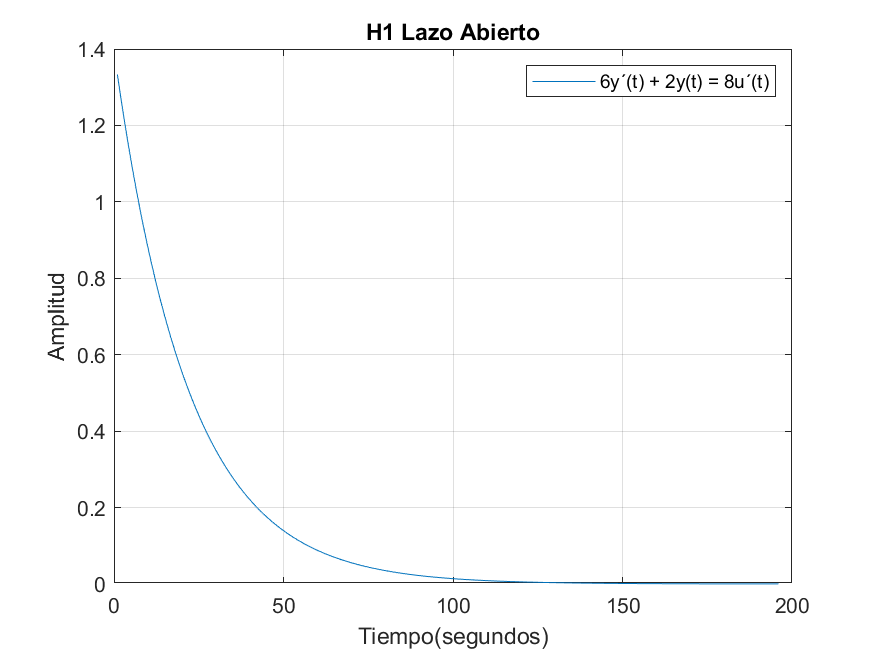 H1 Lazo Abierto
6y´(t) + 2y(t) = 8u´(t)
Amplitud
1.4
1.2
1
0.8
0.6
0.4
0.2
0
0 50 100 150 200
Tiempo(segundos)